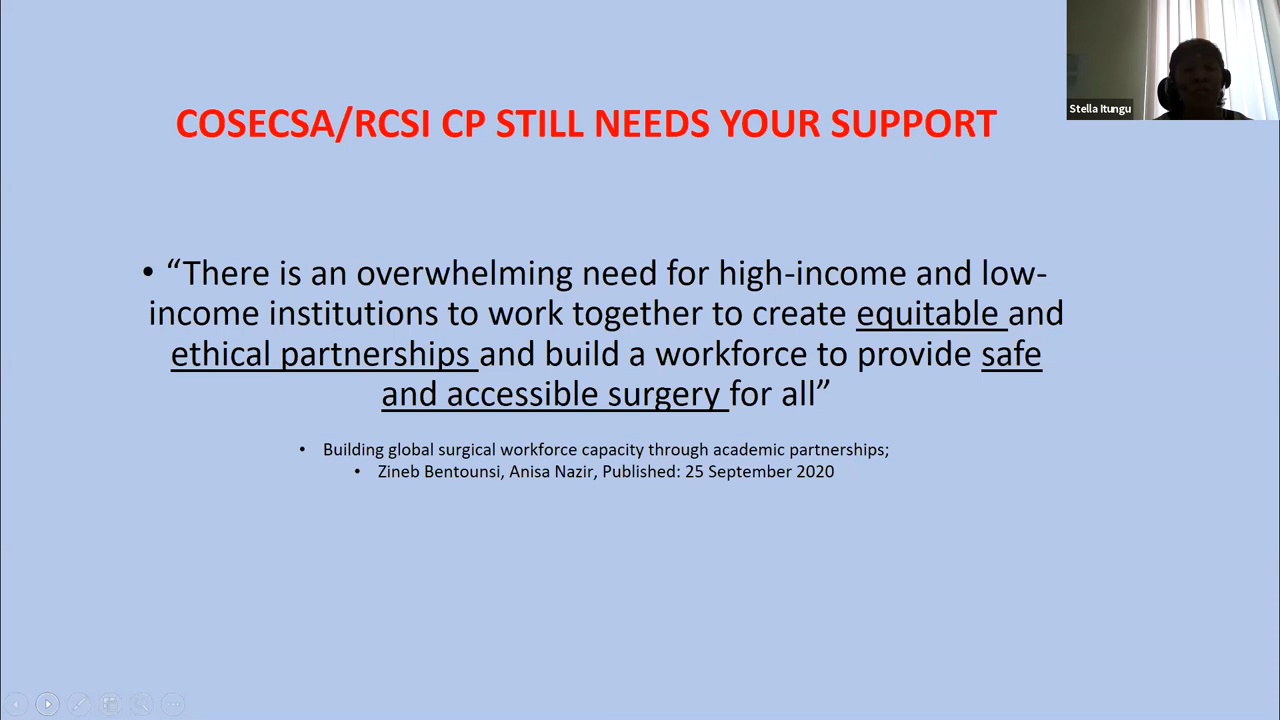 COSECSA/RCSI CP STILL NEEDS YOUR SUPPORT
Stella Itungu
• “There is an overwhelming need for high-income and low-
income institutions to work together to create equitable and
ethical partnerships and build a workforce to provide safe
and accessible surgery for all”
• Building global surgical workforce capacity through academic partnerships;
• Zineb Bentounsi, Anisa Nazir, Published: 25 September 2020